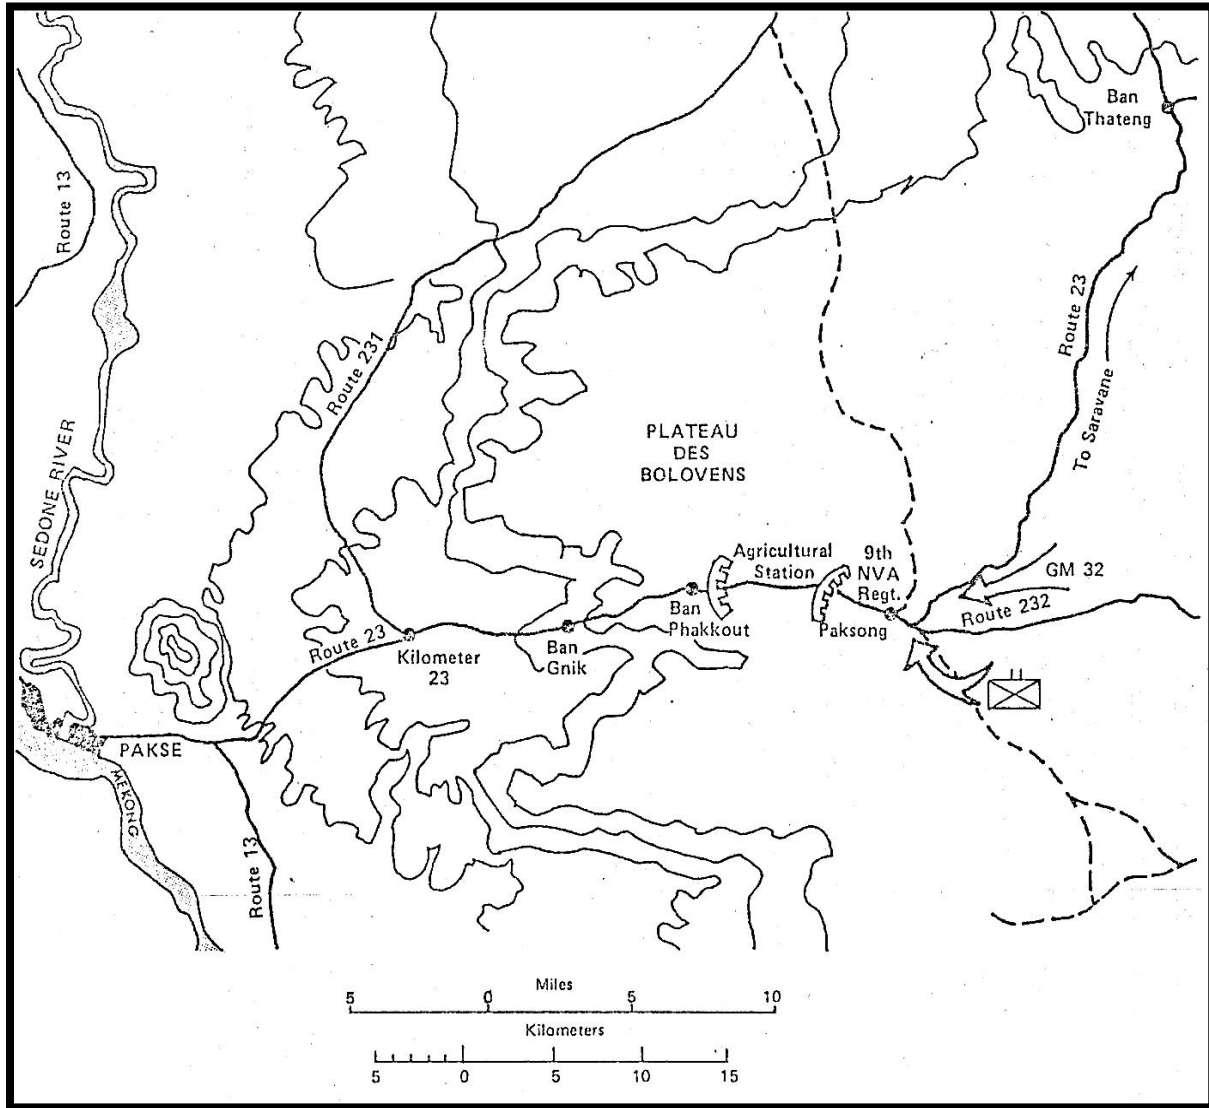 Ban
Thateng
Route 13
Route 23
Route 231
To Saravane
SEDONE RIVER
PLATEAU
DES
BOLOVENS
Agricultural
Station
9th
NVA
Regt.
GM 32
Route 232
Ban
Phakkout
Paksong
Route 23
Kilometer
23
Ban
Gnik
PAKSE
MEKONG
Route 13
Miles
5 0 5 10
Kilometers
5 0 5 10 15